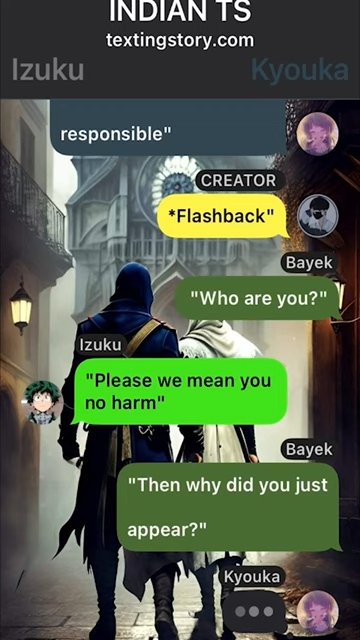 INDIAN TS
textingstory.com
Izuku
Kyouka
responsible"
CREATOR
*Flashback"
Bayek
"Who are you?"
Izuku
"Please we mean you
no harm"
Bayek
"Then why did you just
appear?"
Kyouka